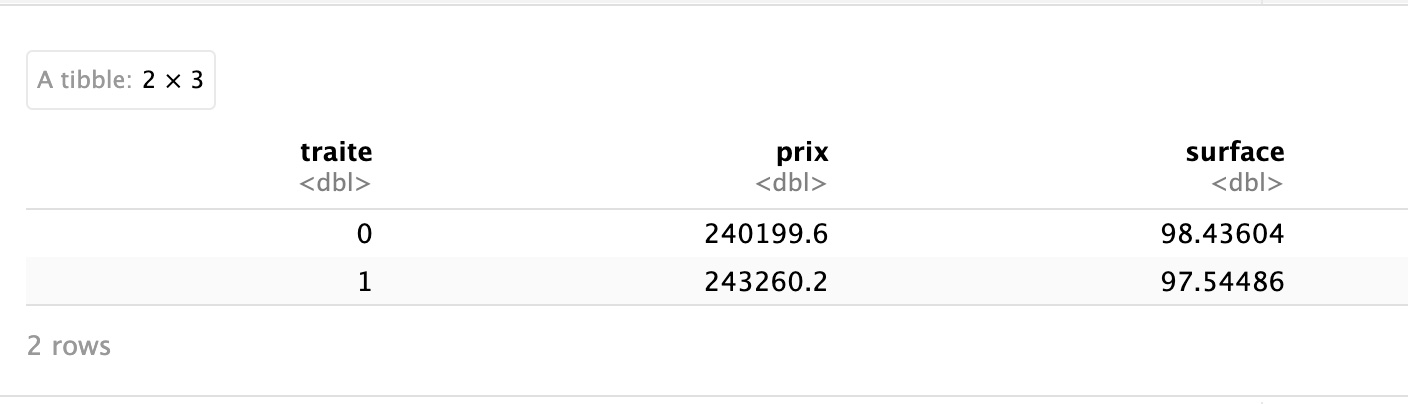 A tibble: 2 × 3
traite prix surface
<dbl> <dbl> <dbl>
0 240199.6 98.43604
1 243260.2 97.54486
2 rows